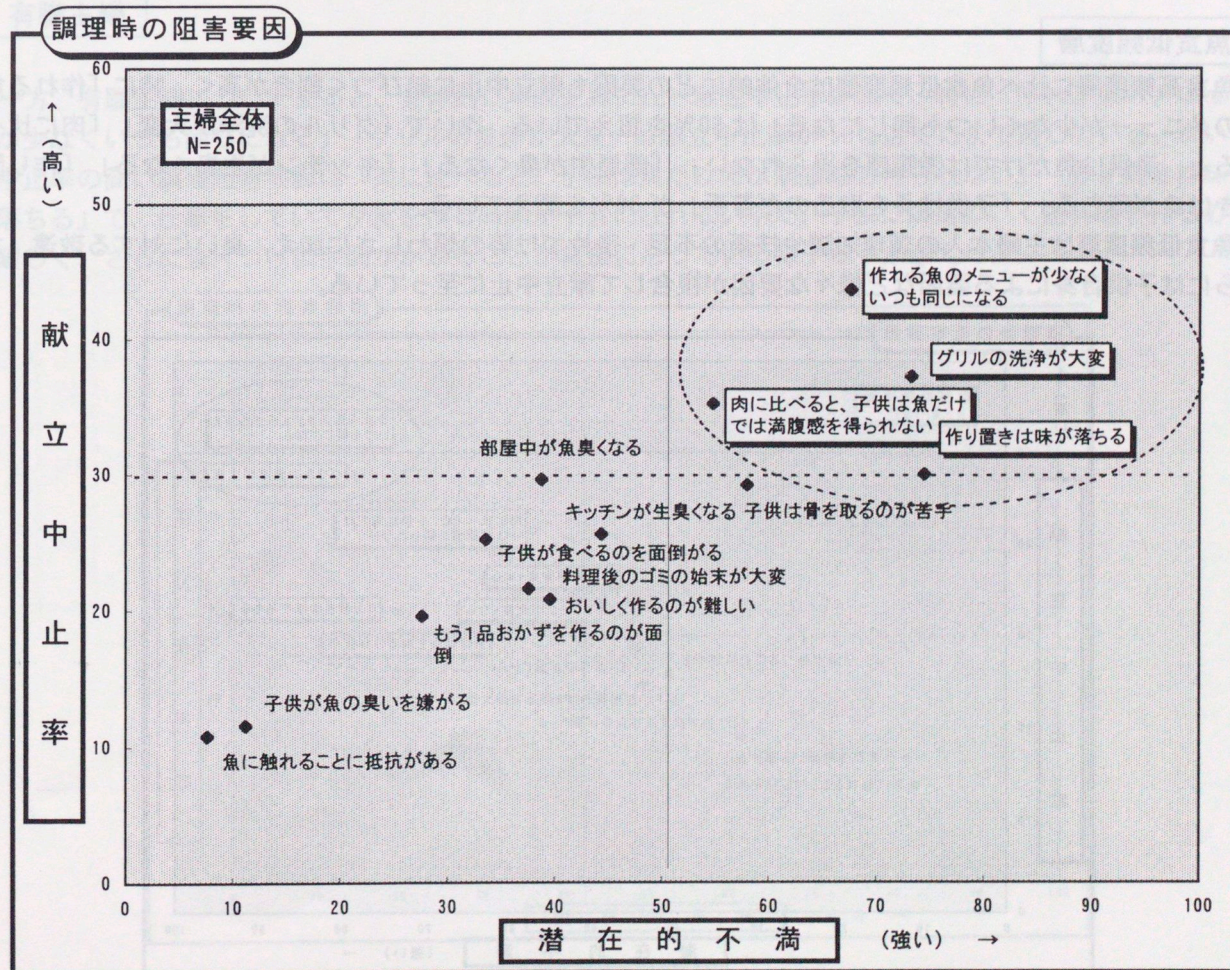 調理時の阻害要因
主婦全体
N=250
(高い) →
献立中止率
60
50
40
30
20
10
0
作れる魚のメニューが少なく
いつも同じになる
グリルの洗浄が大変
肉に比べると、子供は魚だけ
では満腹感を得られない
作り置きは味が落ちる
部屋中が魚臭くなる
キッチンが生臭くなる 子供は骨を取るのが苦手
子供が食べるのを面倒がる
料理後のゴミの始末が大変
おいしく作るのが難しい
もう1品おかずを作るのが面
倒
子供が魚の臭いを嫌がる
魚に触れることに抵抗がある
0 10 20 30 40 50 60 70 80 90 100
潜在的不満 (強い) →